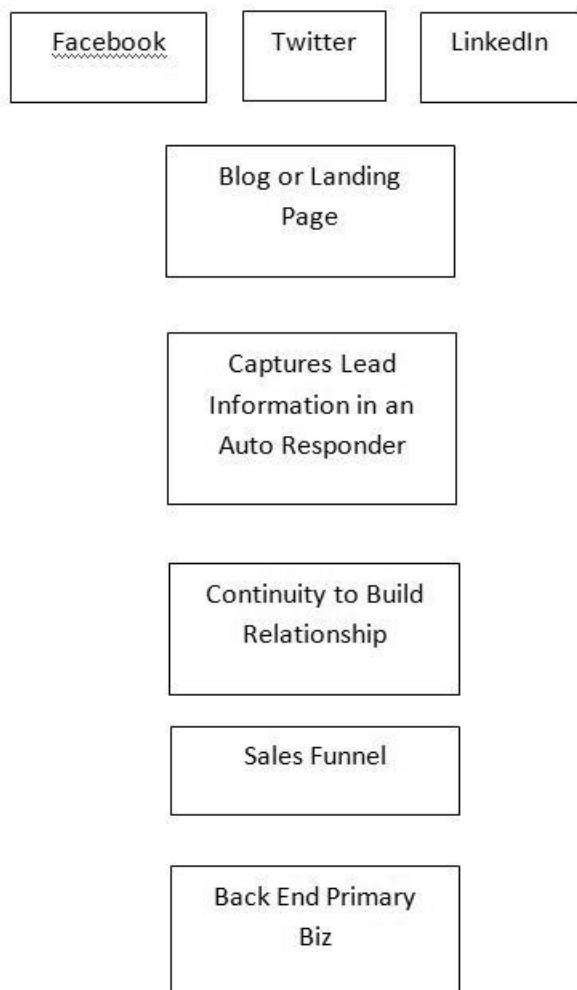 Facebook Twitter LinkedIn
Blog or Landing
Page
Captures Lead
Information in an
Auto Responder
Continuity to Build
Relationship
Sales Funnel
Back End Primary
Biz